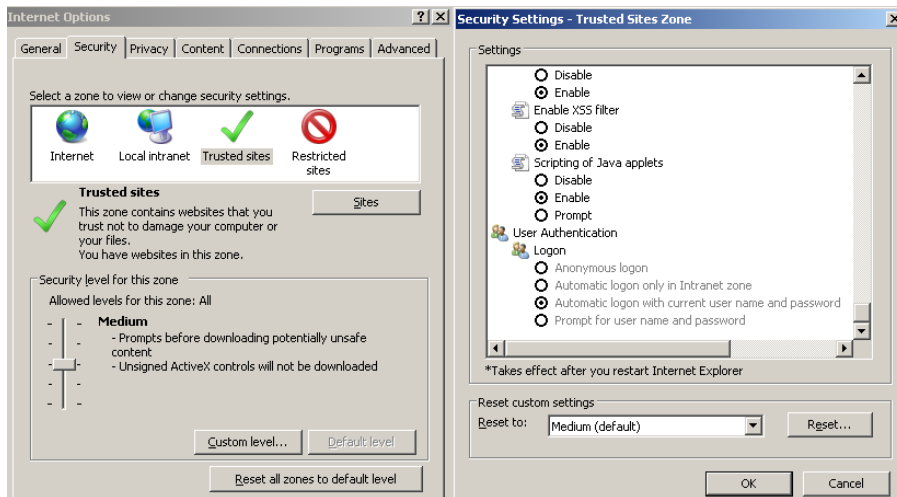 Internet Options
General Security Privacy Content Connections Programs Advanced
Select a zone to view or change security settings.
Internet Local intranet Trusted sites Restricted
sites
Trusted sites
Sites
This zone contains websites that you
trust not to damage your computer or
your files.
You have websites in this zone.
Security level for this zone
Allowed levels for this zone: All
Medium
- Prompts before downloading potentially unsafe
content
- Unsigned ActiveX controls will not be downloaded
Custom level...
Default level
Reset all zones to default level
Security Settings - Trusted Sites Zone
Settings
Disable
Enable
Enable XSS filter
Disable
Enable
Scripting of Java applets
Disable
Enable
Prompt
User Authentication
Logon
Anonymous logon
Automatic logon only in Intranet zone
Automatic logon with current user name and password
Prompt for user name and password
*Takes effect after you restart Internet Explorer
Reset custom settings
Reset to: Medium (default) Reset...
OK Cancel